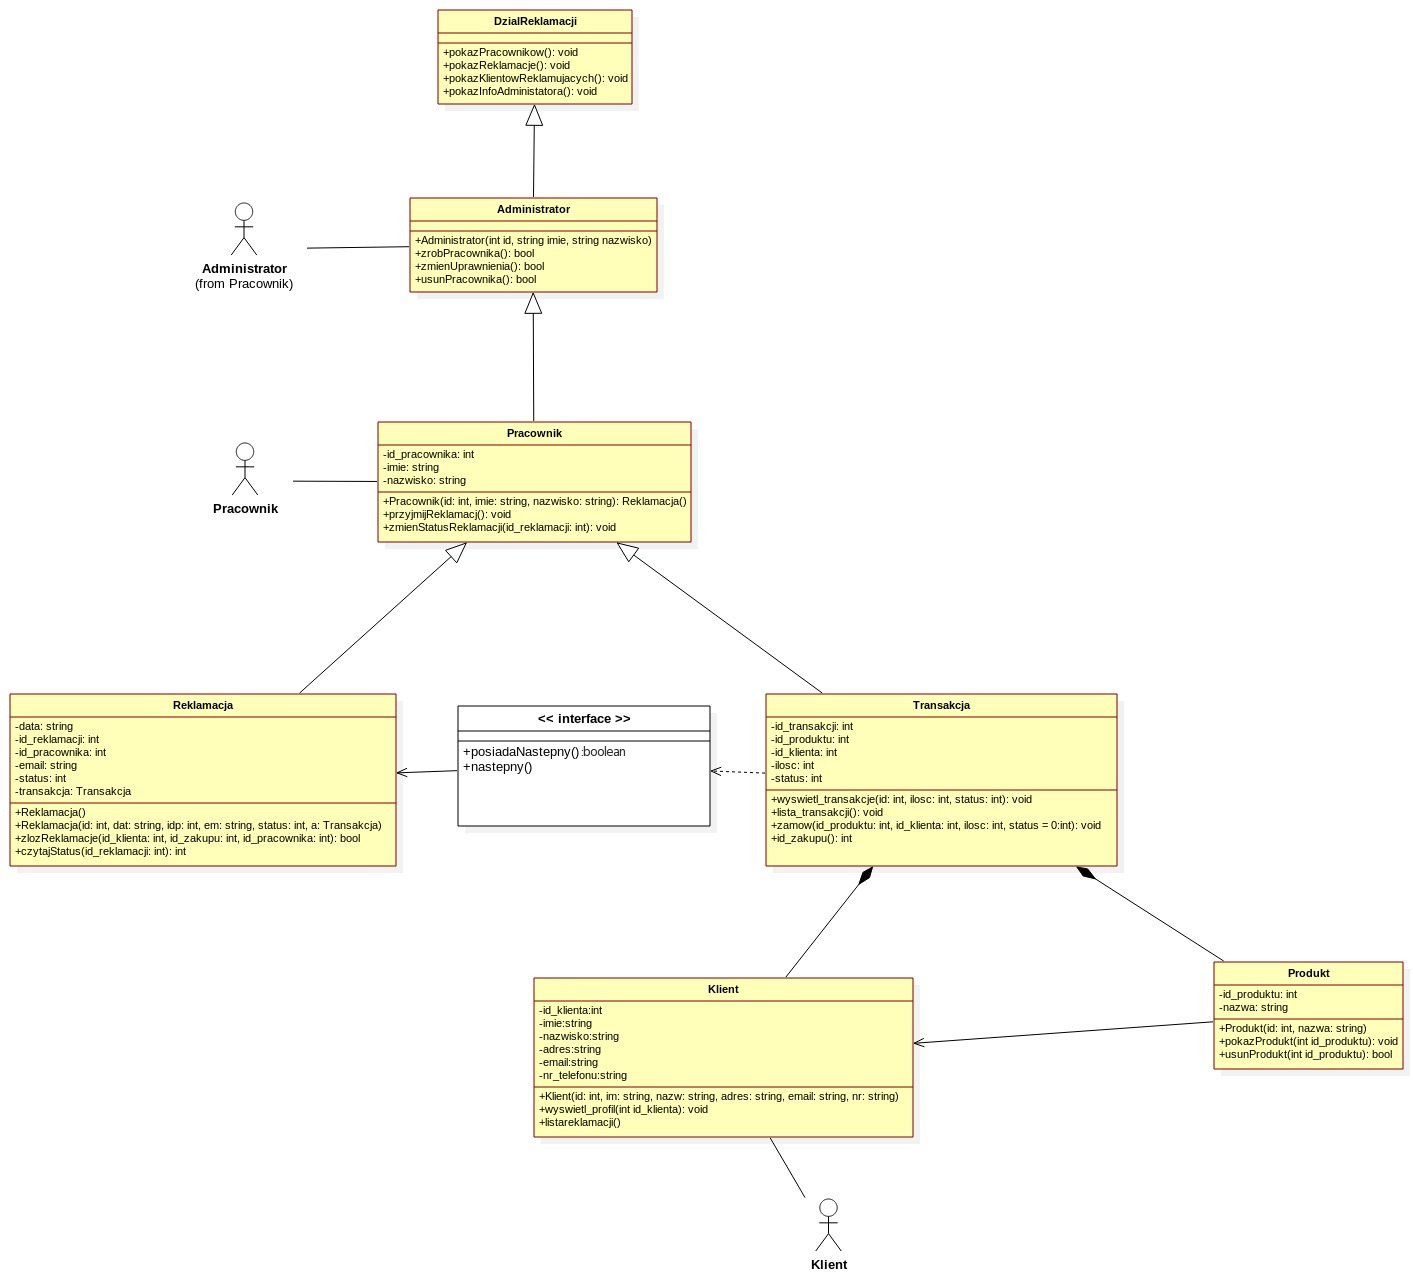 DzialReklamacji
+pokazPracownikow(): void
+pokazReklamacje(): void
+pokazKlientowReklamujacych(): void
+pokazInfoAdministatora(): void
Administrator
(from Pracownik)
Administrator
+Administrator(int id, string imie, string nazwisko)
+zrobPracownika(): bool
+zmienUprawnienia(): bool
+usunPracownika(): bool
Pracownik
Pracownik
-id_pracownika: int
-imie: string
-nazwisko: string
+Pracownik(id: int, imie: string, nazwisko: string): Reklamacja()
+przyjmijReklamacj(): void
+zmienStatusReklamacji(id_reklamacji: int): void
Reklamacja
-data: string
-id_reklamacji: int
-id_pracownika: int
-email: string
-status: int
-transakcja: Transakcja
+Reklamacja()
+Reklamacja(id: int, dat: string, idp: int, em: string, status: int, a: Transakcja)
+zlozReklamacje(id_klienta: int, id_zakupu: int, id_pracownika: int): bool
+czytajStatus(id_reklamacji: int): int
<< interface >>
+posiadaNastepny():boolean
+nastepny()
Transakcja
-id_transakcji: int
-id_produktu: int
-id_klienta: int
-ilosc: int
-status: int
+wyswietl_transakcje(id: int, ilosc: int, status: int): void
+lista_transakcji(): void
+zamow(id_produktu: int, id_klienta: int, ilosc: int, status = 0:int): void
+id_zakupu(): int
Klient
-id_klienta:int
-imie:string
-nazwisko:string
-adres:string
-email:string
-nr_telefonu:string
+Klient(id: int, im: string, nazw: string, adres: string, email: string, nr: string)
+wyswietl_profil(int id_klienta): void
+listareklamacji()
Produkt
-id_produktu: int
-nazwa: string
+Produkt(id: int, nazwa: string)
+pokazProdukt(int id_produktu): void
+usunProdukt(int id_produktu): bool
Klient